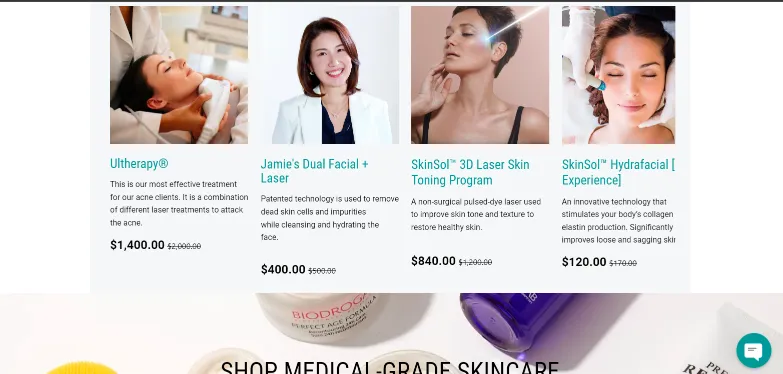 Ultherapy®
This is our most effective treatment
for our acne clients. It is a combination
of different laser treatments to attack
the acne.
$1,400.00 $2,000.00
Jamie's Dual Facial +
Laser
Patented technology is used to remove
dead skin cells and impurities
while cleansing and hydrating the
face.
$400.00 $500.00
SkinSol™ 3D Laser Skin
Toning Program
A non-surgical pulsed-dye laser used
to improve skin tone and texture to
restore healthy skin.
$840.00 $1,200.00
SkinSol™ Hydrafacial [
Experience]
An innovative technology that
stimulates your body's collagen
elastin production. Significantly
improves loose and sagging skin
$120.00 $170.00
BIODROGA
PERFECT AGE FORMULA
SHOP MEDICAL-GRADE SKINCARE